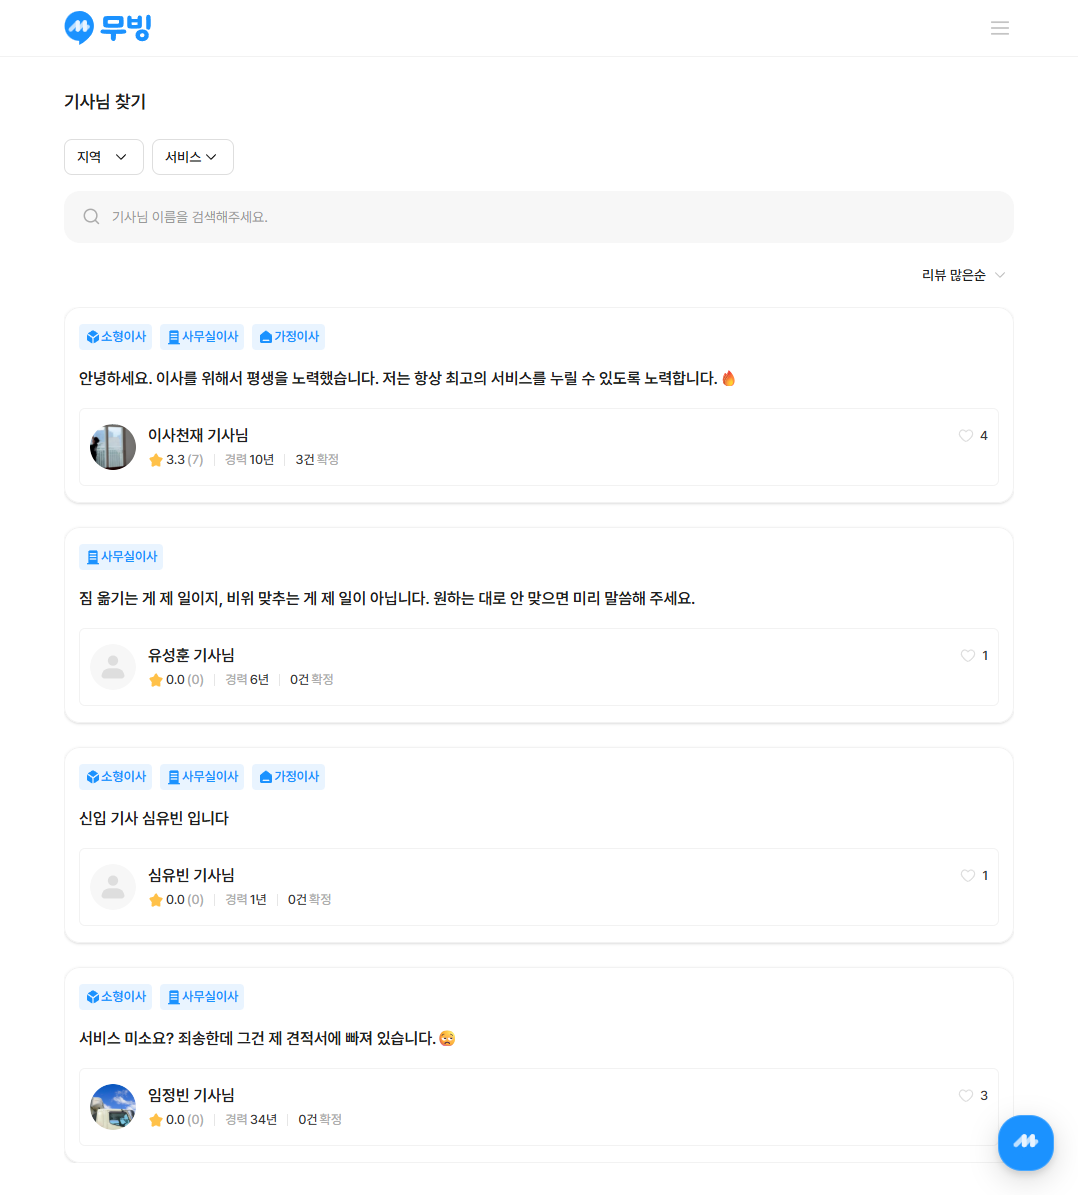 무빙
기사님 찾기
지역 서비스
기사님 이름을 검색해주세요.
리뷰 많은순
소형이사 사무실이사 가정이사
안녕하세요. 이사를 위해서 평생을 노력했습니다. 저는 항상 최고의 서비스를 누릴 수 있도록 노력합니다. 🔥
이사천재 기사님 4
3.3 (7) 경력 10년 3건 확정
사무실이사
짐 옮기는 게 제 일이지, 비위 맞추는 게 제 일이 아닙니다. 원하는 대로 안 맞으면 미리 말씀해 주세요.
유성훈 기사님 1
0.0 (0) 경력 6년 0건 확정
소형이사 사무실이사 가정이사
신입 기사 심유빈 입니다
심유빈 기사님 1
0.0 (0) 경력 1년 0건 확정
소형이사 사무실이사
서비스 미소요? 죄송한데 그건 제 견적서에 빠져 있습니다. 😥
임정빈 기사님 3
0.0 (0) 경력 34년 0건 확정